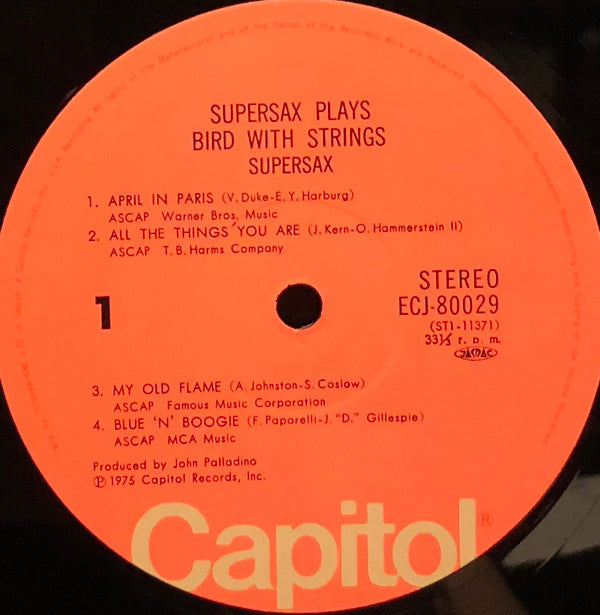 SUPERSAX PLAYS
BIRD WITH STRINGS
SUPERSAX
1. APRIL IN PARIS (V. Duke-E. Y. Harburg)
ASCAP Warner Bros. Music
2. ALL THE THINGS YOU ARE (J. Kern-O. Hammerstein II)
ASCAP T. B. Harms Company
1
STEREO
ECJ-80029
(ST1-11371)
33⅓ r. p. m.
JASRAC
3. MY OLD FLAME (A. Johnston-S. Coslow)
ASCAP Famous Music Corporation
4. BLUE 'N' BOOGIE (F. Paparelli-J. "D." Gillespie)
ASCAP MCA Music
Produced by John Palladino
℗ 1975 Capitol Records, Inc.
Capitol®